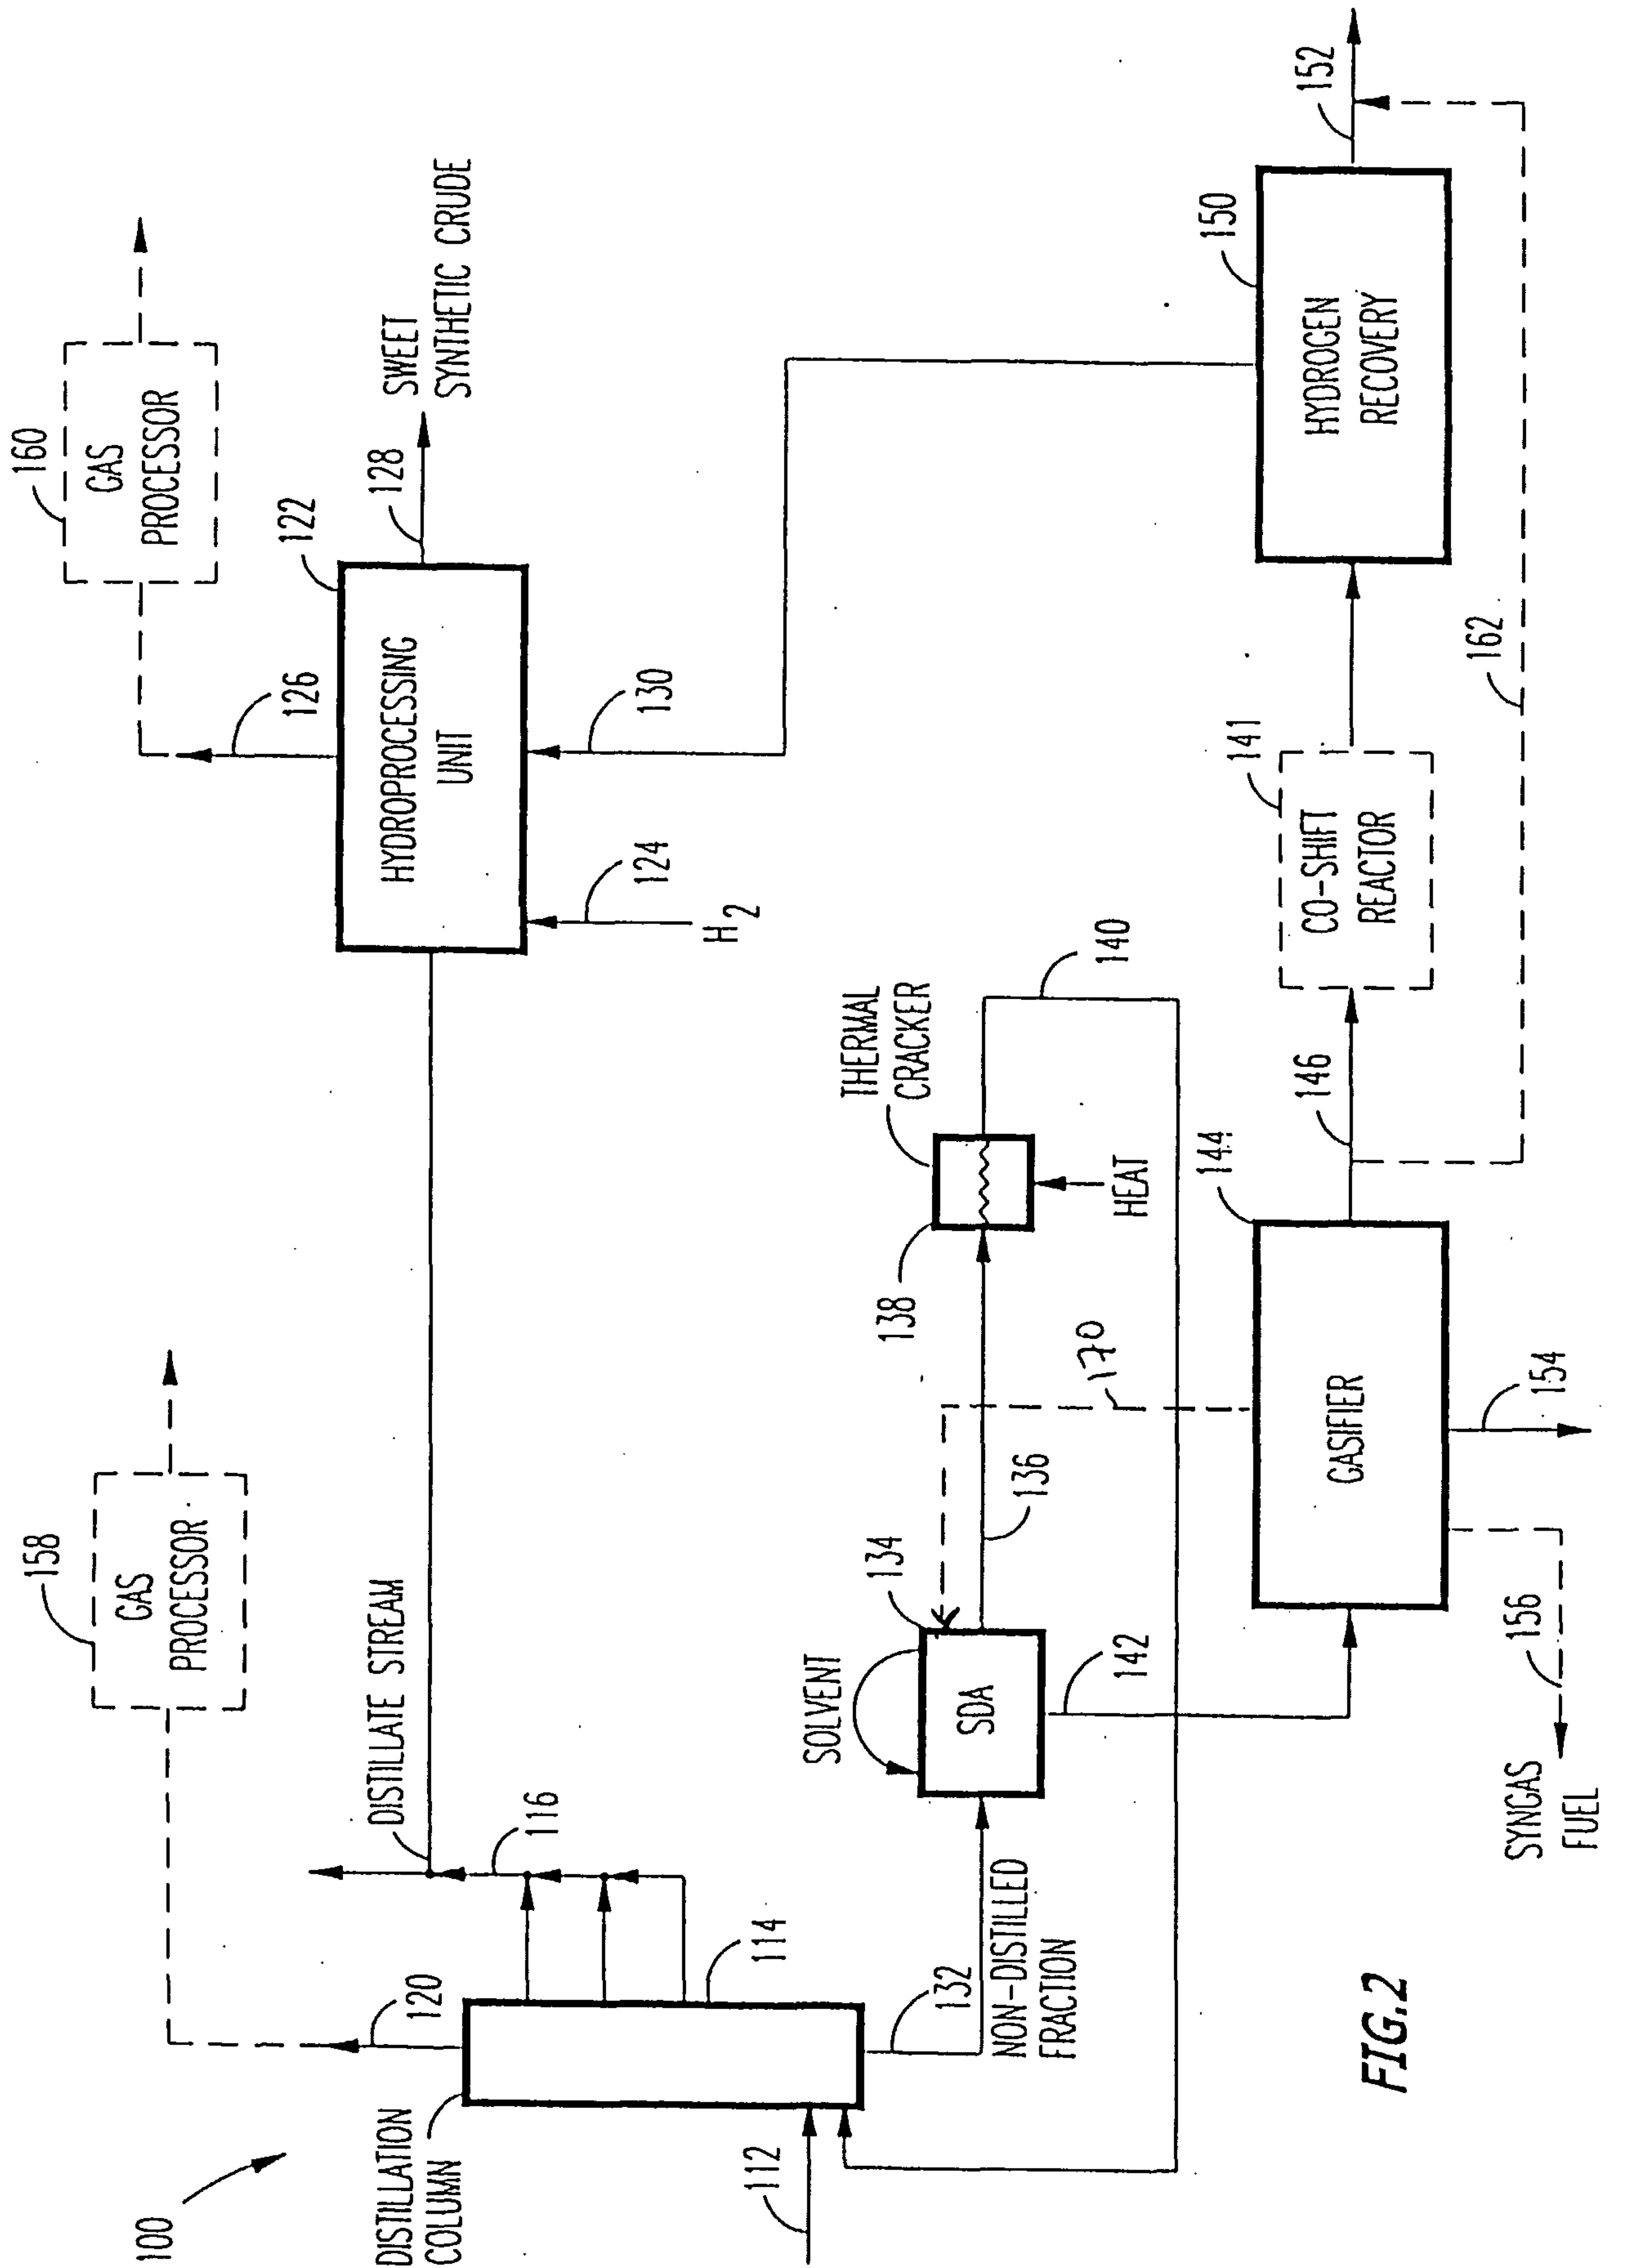 100
158
GAS
PROCESSOR
160
GAS
PROCESSOR
120
DISTILLATE STREAM
116
126
122
HYDROPROCESSING
UNIT
128
SWEET
SYNTHETIC CRUDE
DISTILLATION
COLUMN
114
124
H2
130
112
132
NON-DISTILLED
FRACTION
SOLVENT
134
SDA
136
138
THERMAL
CRACKER
HEAT
140
170
142
144
GASIFIER
146
141
CO-SHIFT
REACTOR
150
HYDROGEN
RECOVERY
152
154
156
SYNGAS
FUEL
162
FIG.2